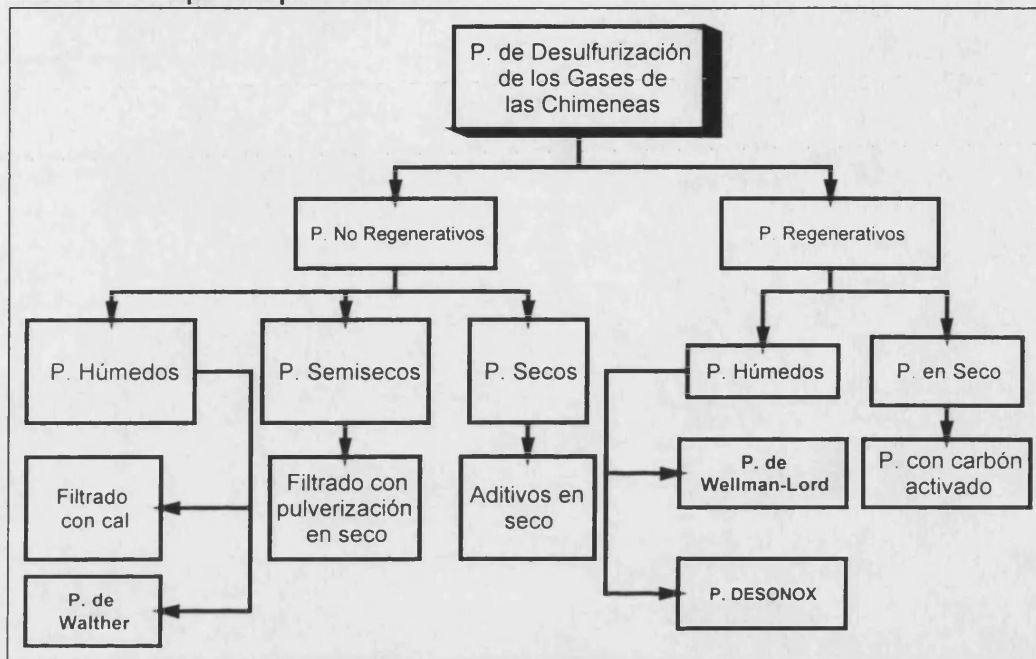 P. de Desulfurización
de los Gases de
las Chimeneas
P. No Regenerativos
P. Regenerativos
P. Húmedos
P. Semisecos
P. Secos
P. Húmedos
P. en Seco
Filtrado
con cal
Filtrado con
pulverización
en seco
Aditivos en
seco
P. de
Wellman-Lord
P. con carbón
activado
P. de
Walther
P. DESONOX